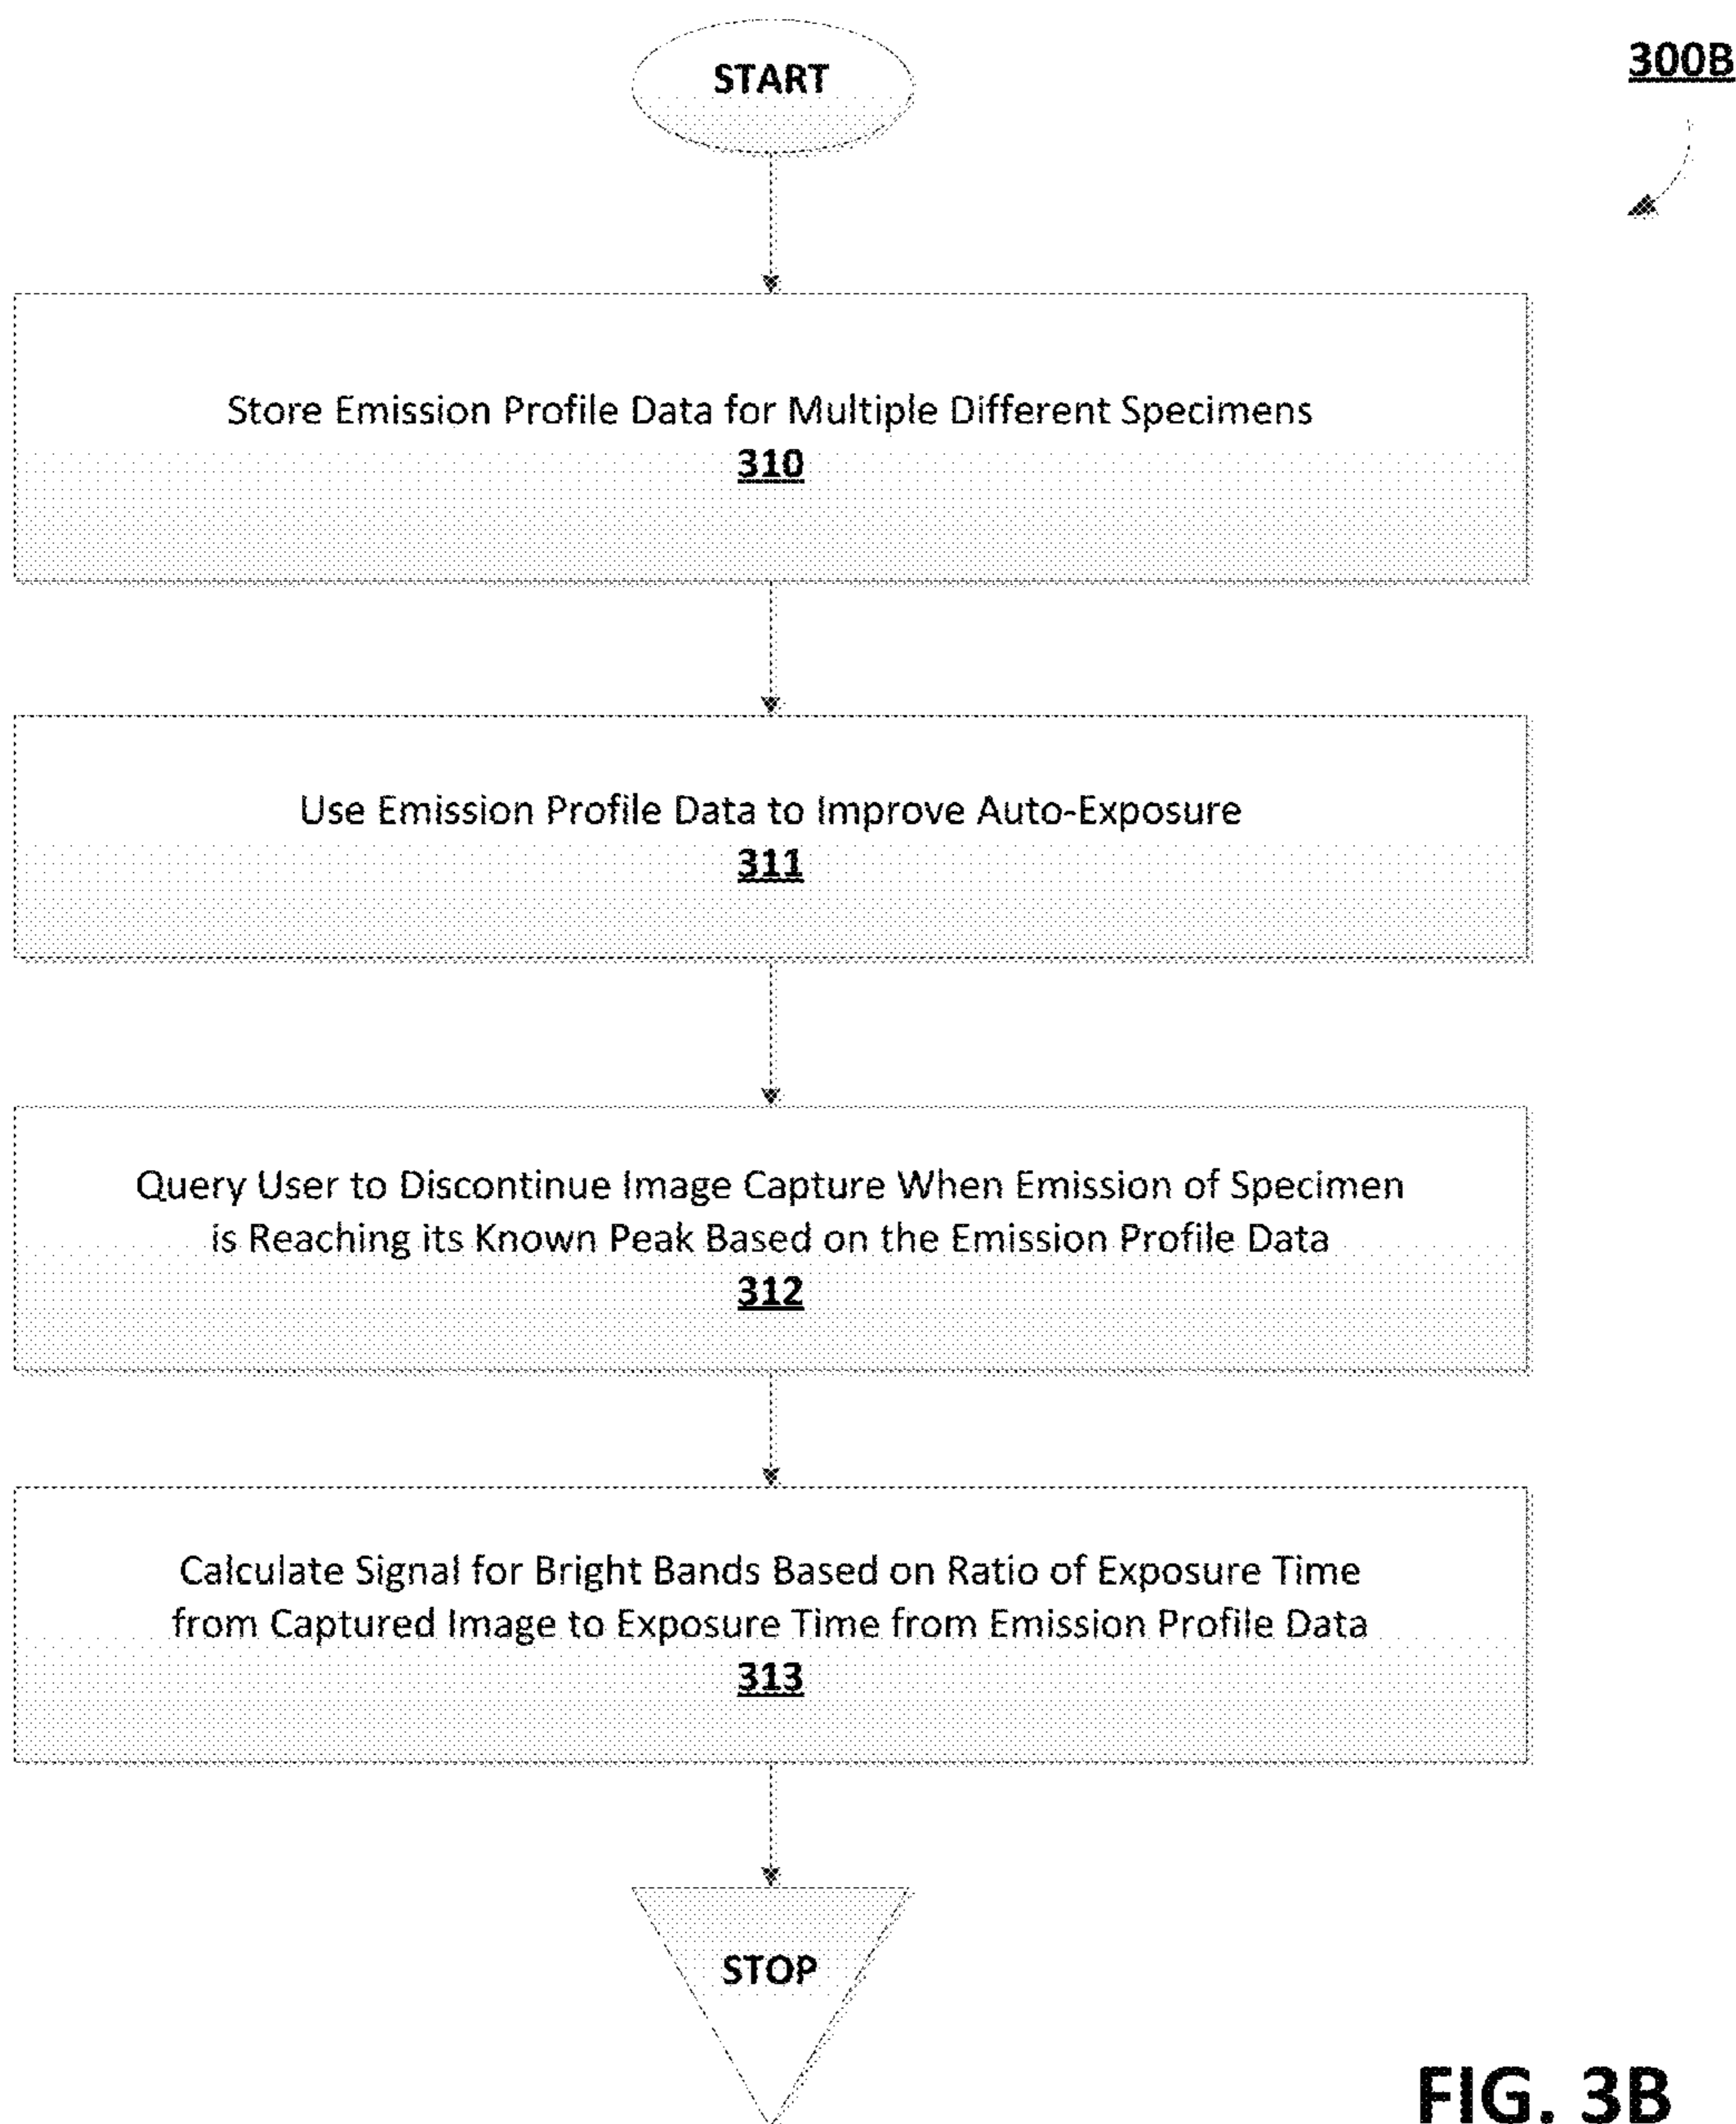 START
300B
Store Emission Profile Data for Multiple Different Specimens
310
Use Emission Profile Data to Improve Auto-Exposure
311
Query User to Discontinue Image Capture When Emission of Specimen
is Reaching its Known Peak Based on the Emission Profile Data
312
Calculate Signal for Bright Bands Based on Ratio of Exposure Time
from Captured Image to Exposure Time from Emission Profile Data
313
STOP
FIG. 3B